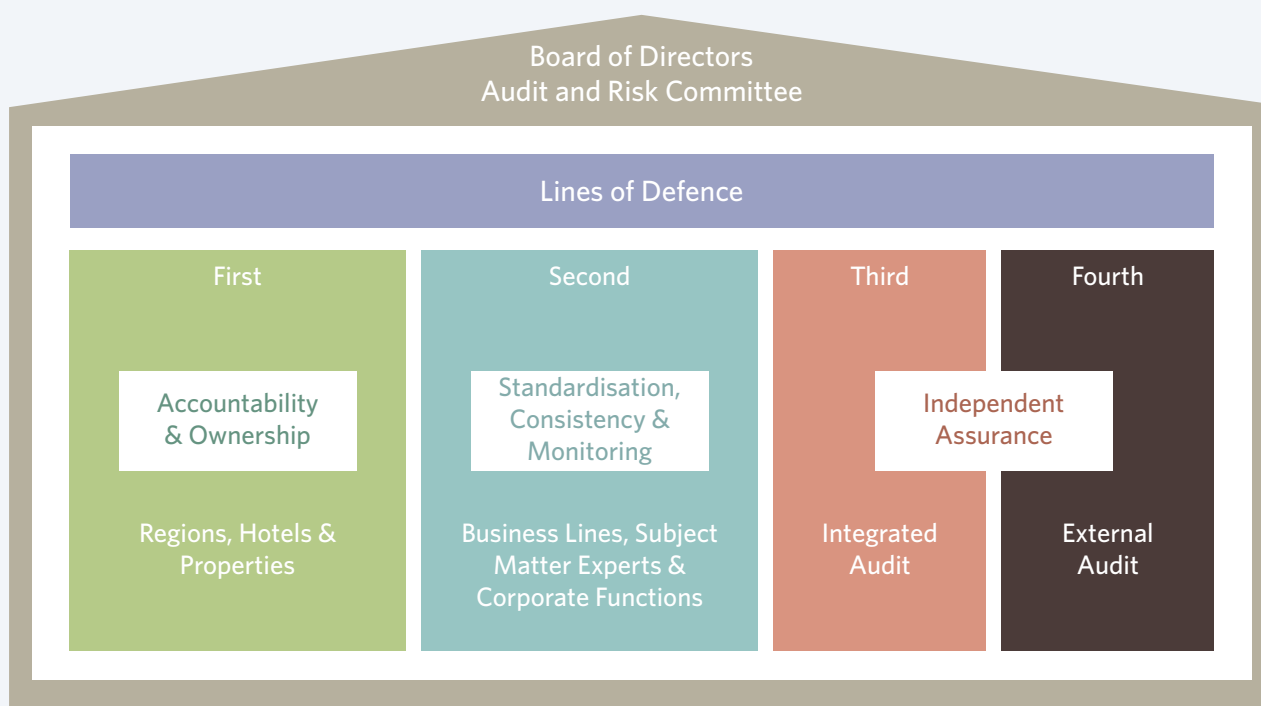 Board of Directors
Audit and Risk Committee
Lines of Defence
First
Accountability
& Ownership
Regions, Hotels &
Properties
Second
Standardisation,
Consistency &
Monitoring
Business Lines, Subject
Matter Experts &
Corporate Functions
Third
Fourth
Independent
Assurance
Integrated
Audit
External
Audit